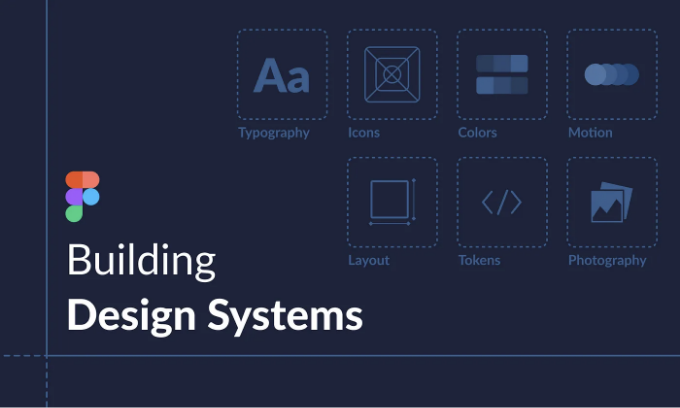 Aa
Typography
Icons
Colors
Motion
</>
Layout
Tokens
Photography
Building
Design Systems